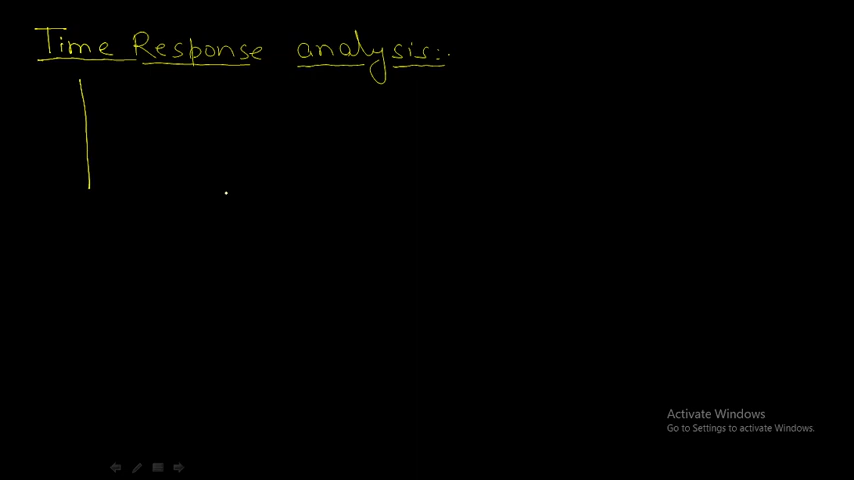 Time Response analysis:-
Activate Windows
Go to Settings to activate Windows.